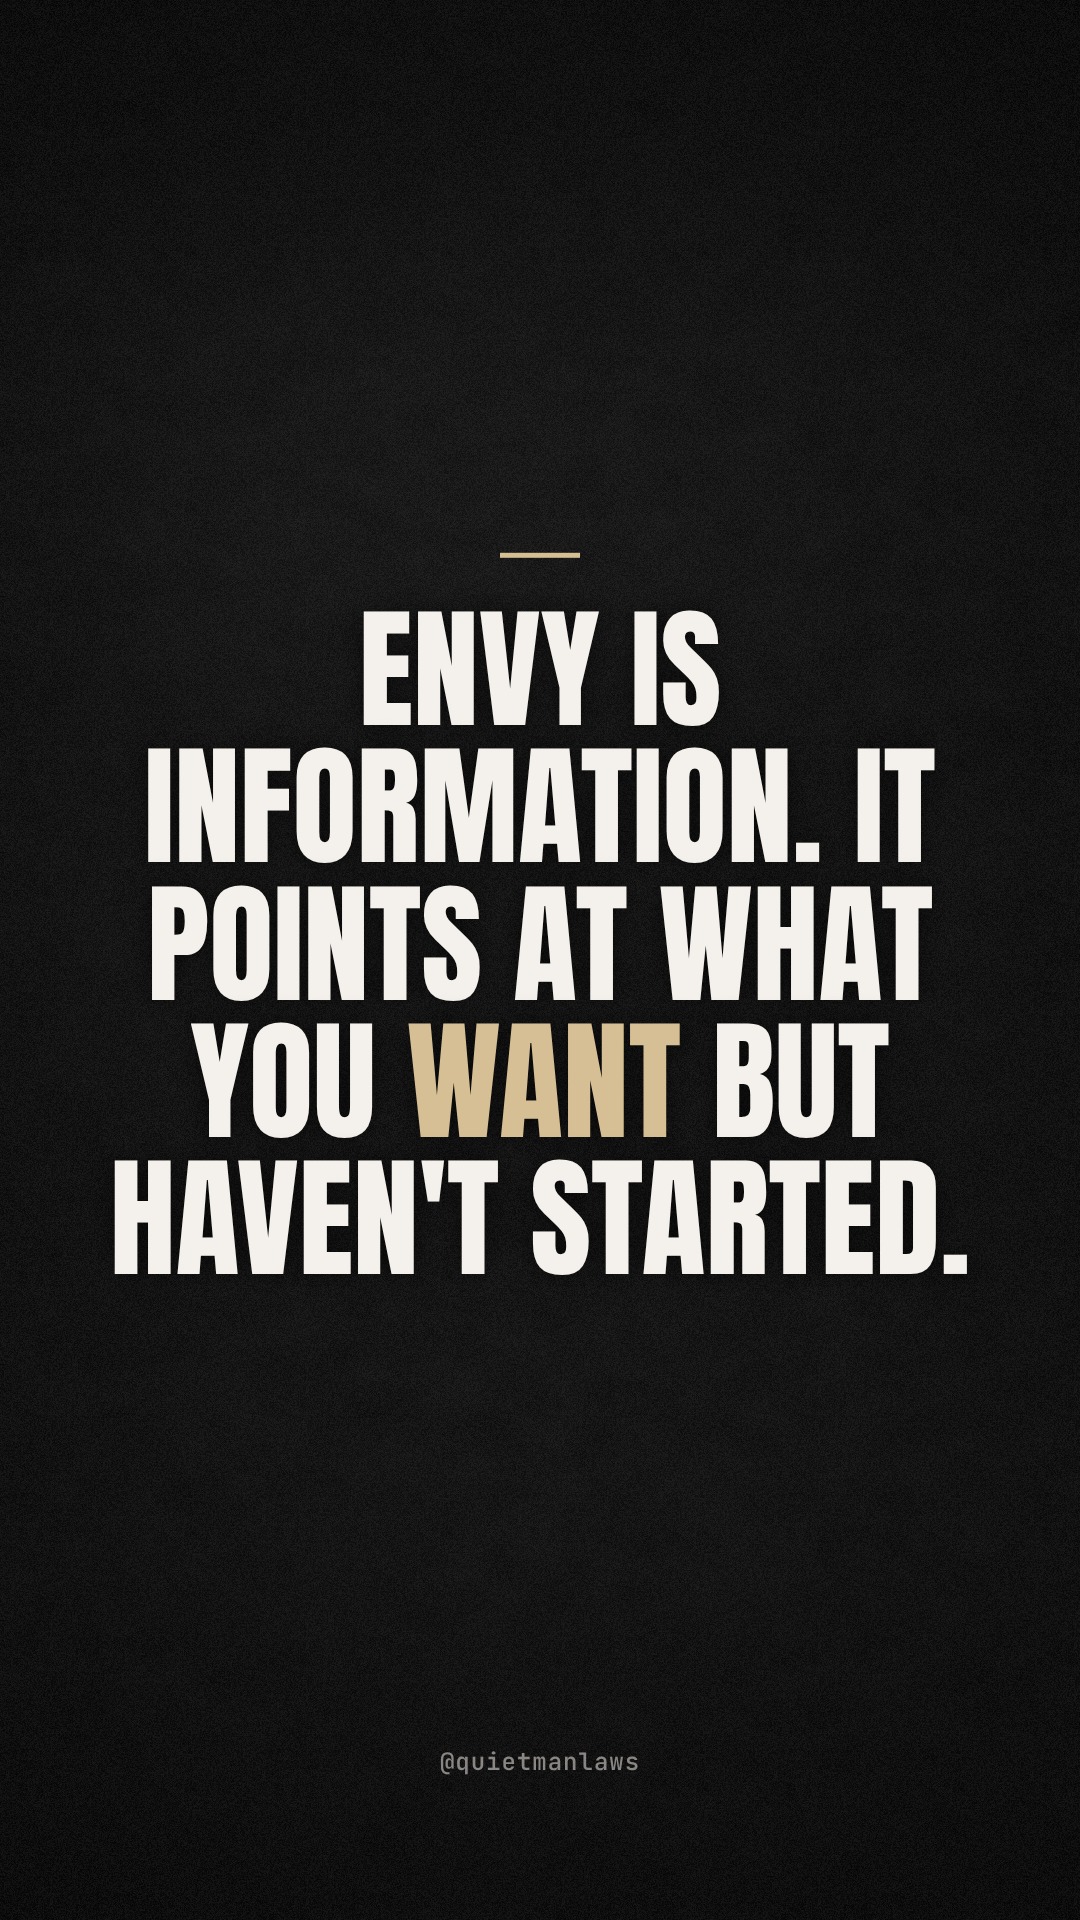 ENVY IS
INFORMATION. IT
POINTS AT WHAT
YOU WANT BUT
HAVEN'T STARTED.
@quietmanlaws